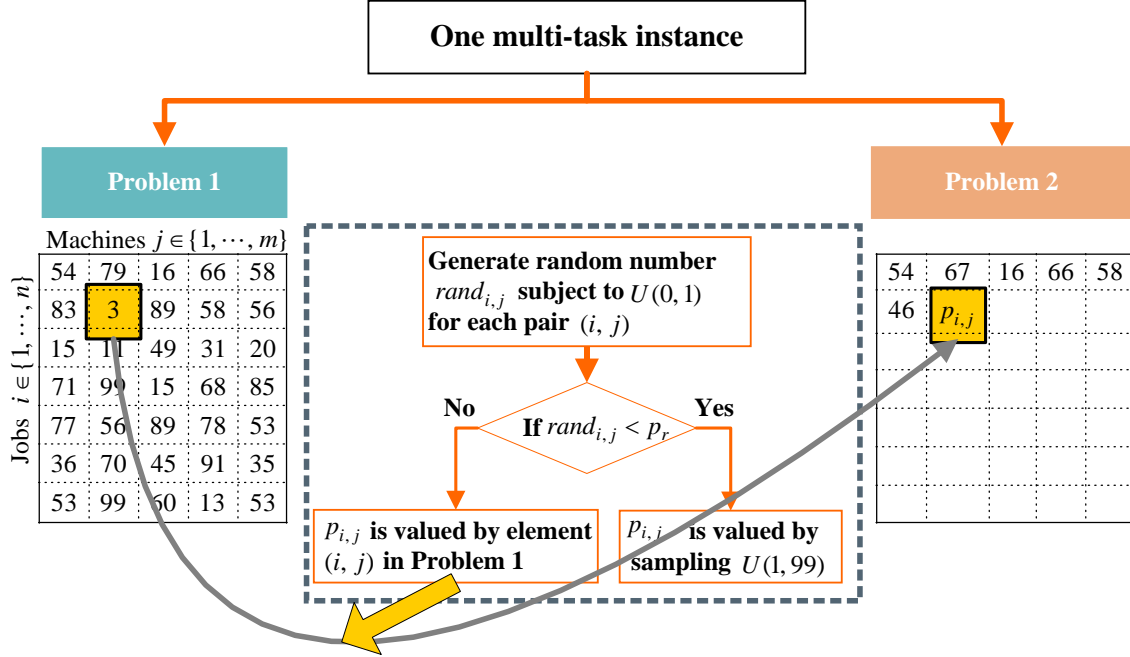 One multi-task instance
Problem 1
Problem 2
Machines j ∈ {1, ⋯, m}
Jobs i ∈ {1, ⋯, n}
54 79 16 66 58
83 3 89 58 56
15 11 49 31 20
71 99 15 68 85
77 56 89 78 53
36 70 45 91 35
53 99 60 13 53
Generate random number
rand_{i,j} subject to U(0, 1)
for each pair (i, j)
No
Yes
If rand_{i,j} < p_r
p_{i,j} is valued by element
(i, j) in Problem 1
p_{i,j} is valued by
sampling U(1, 99)
54 67 16 66 58
46 p_{i,j}